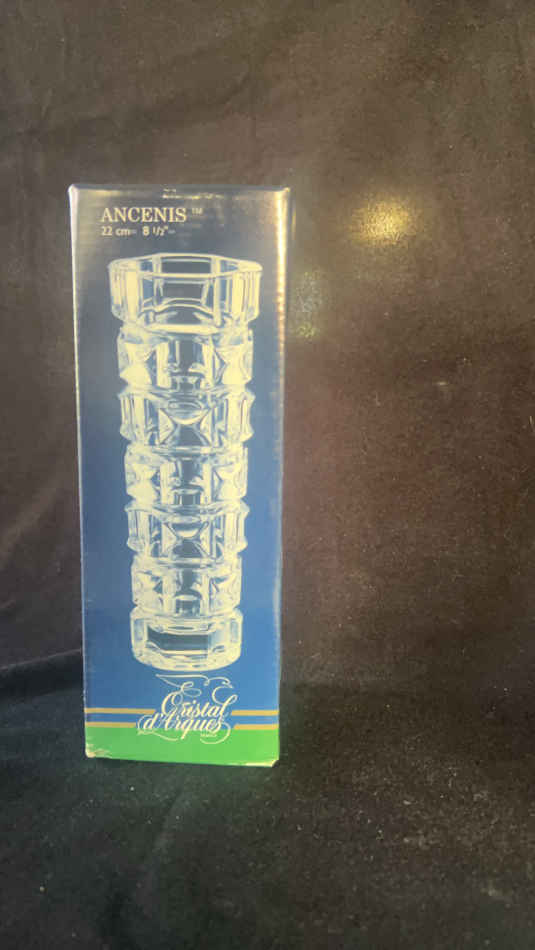 ANCENIS™
22 cm= 8 1/2"=
Cristal
d'Arques